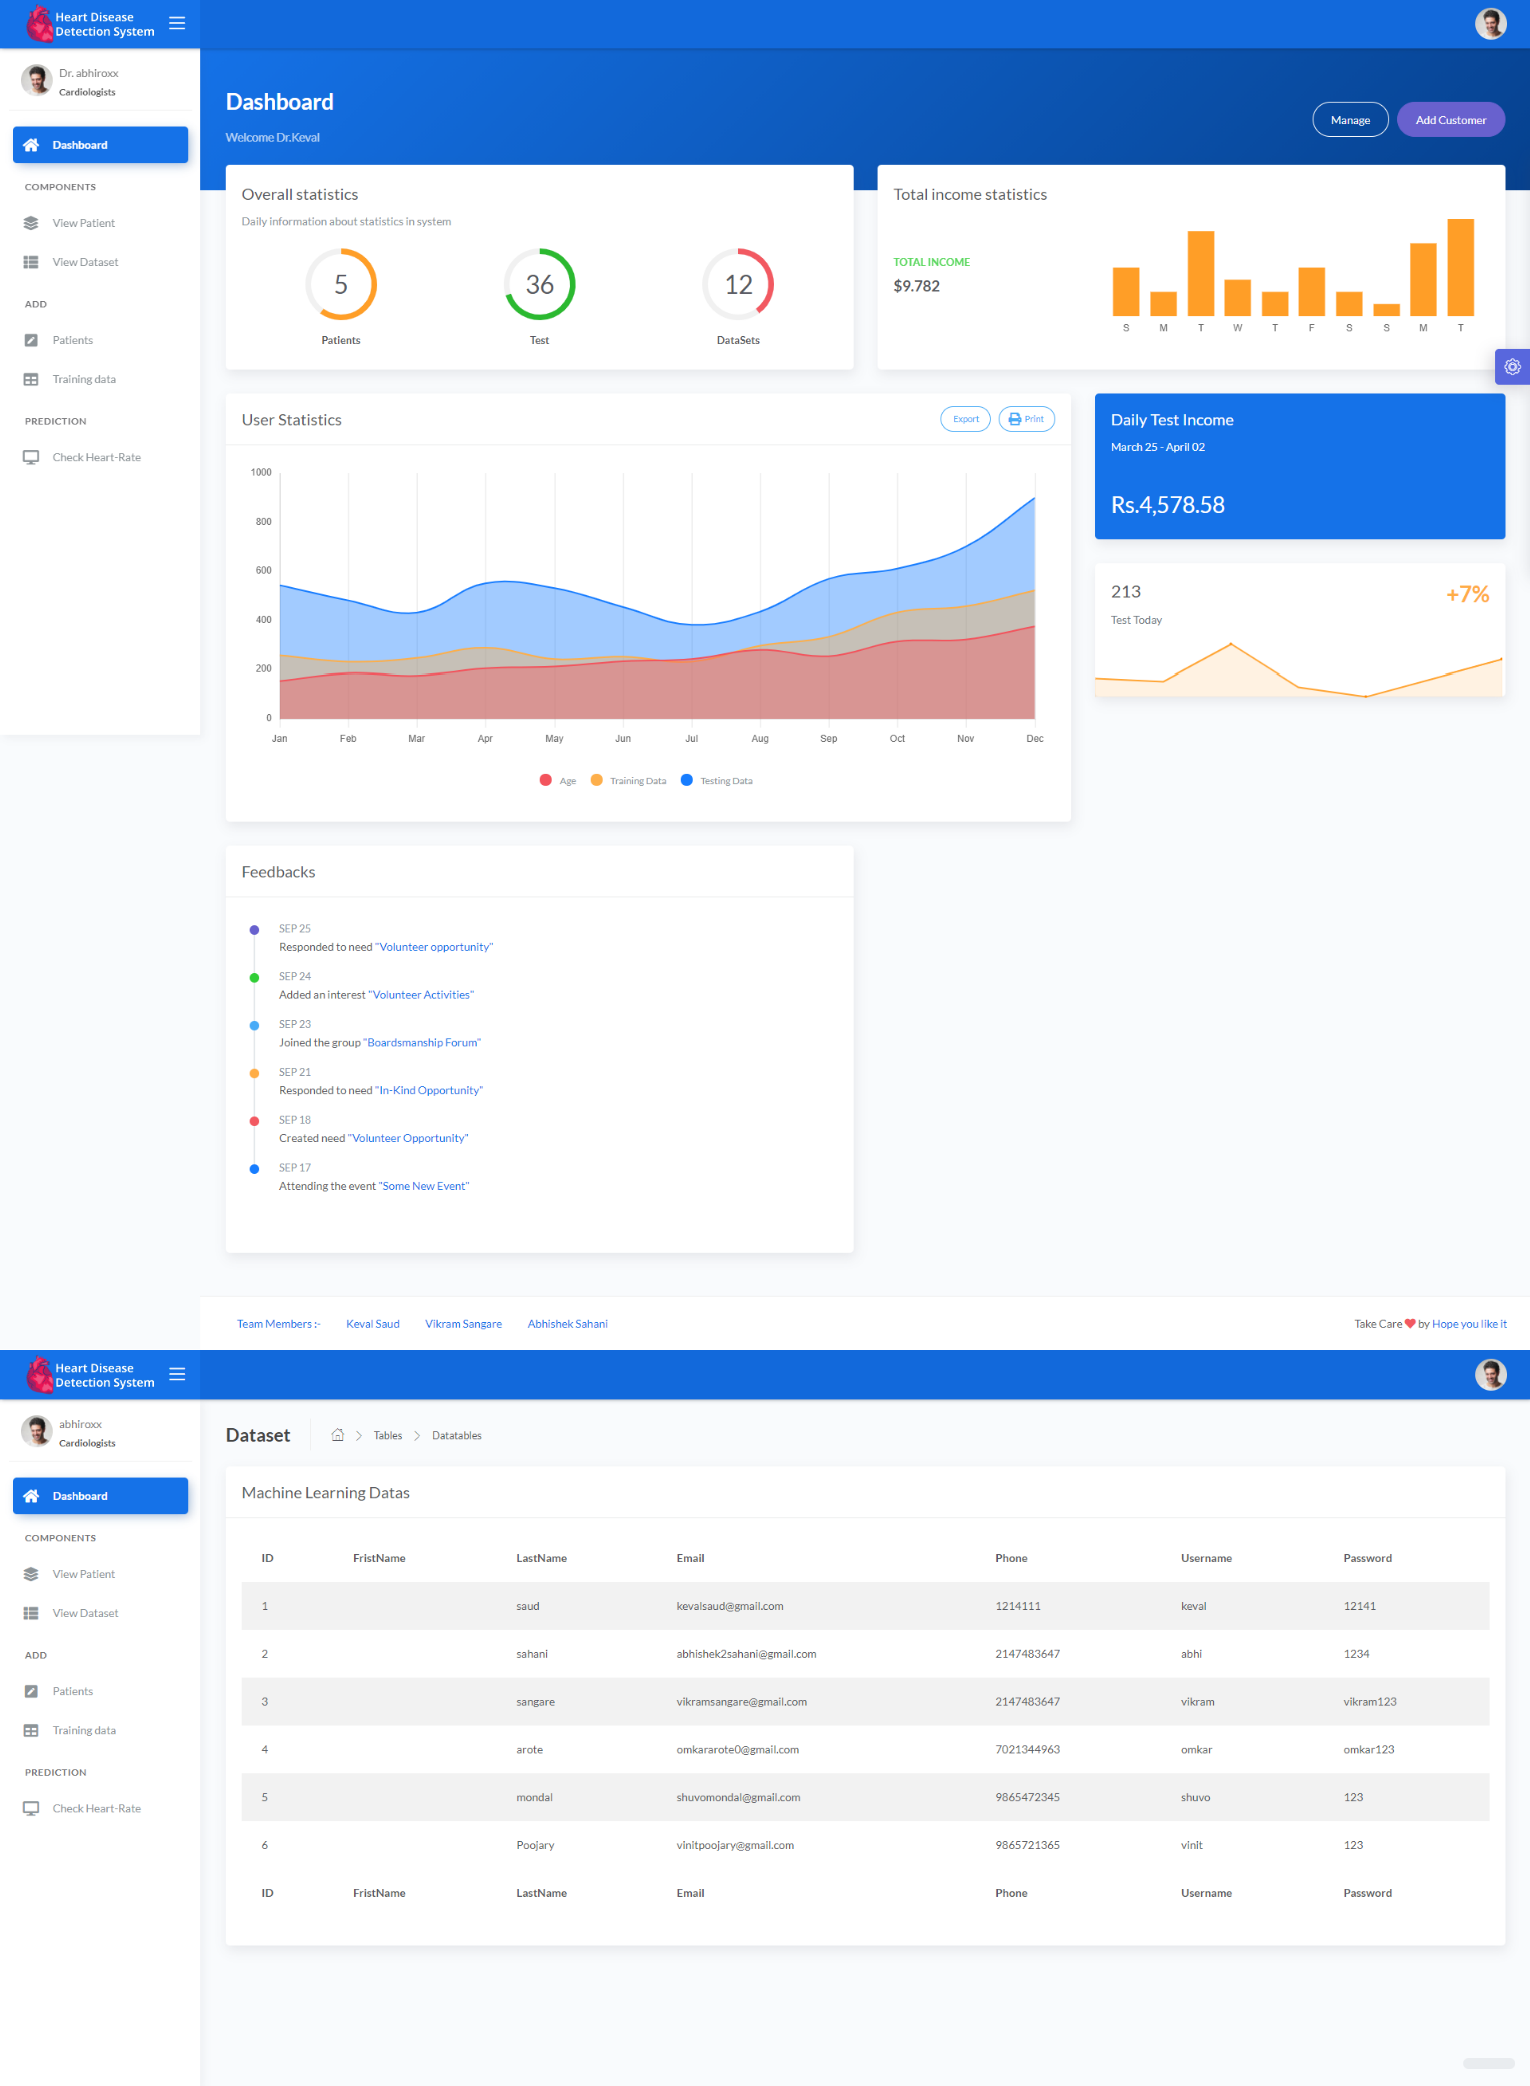 Heart Disease
Detection System
Dr. abhiroxx
Cardiologists
Dashboard
COMPONENTS
View Patient
View Dataset
ADD
Patients
Training data
PREDICTION
Check Heart-Rate
Dashboard
Welcome Dr.Keval
Manage
Add Customer
Overall statistics
Daily information about statistics in system
5 36 12
Patients Test DataSets
Total income statistics
TOTAL INCOME
$9.782
S M T W T F S S M T
User Statistics
Export
Print
1000
800
600
400
200
0
Jan Feb Mar Apr May Jun Jul Aug Sep Oct Nov Dec
Age Training Data Testing Data
Daily Test Income
March 25 - April 02
Rs.4,578.58
213 +7%
Test Today
Feedbacks
SEP 25
Responded to need "Volunteer opportunity"
SEP 24
Added an interest "Volunteer Activities"
SEP 23
Joined the group "Boardsmanship Forum"
SEP 21
Responded to need "In-Kind Opportunity"
SEP 18
Created need "Volunteer Opportunity"
SEP 17
Attending the event "Some New Event"
Team Members :- Keval Saud Vikram Sangare Abhishek Sahani
Take Care by Hope you like it
Heart Disease
Detection System
abhiroxx
Cardiologists
Dashboard
COMPONENTS
View Patient
View Dataset
ADD
Patients
Training data
PREDICTION
Check Heart-Rate
Dataset Tables Datatables
Machine Learning Datas
ID FristName LastName Email Phone Username Password
1 saud kevalsaud@gmail.com 1214111 keval 12141
2 sahani abhishek2sahani@gmail.com 2147483647 abhi 1234
3 sangare vikramsangare@gmail.com 2147483647 vikram vikram123
4 arote omkararote0@gmail.com 7021344963 omkar omkar123
5 mondal shuvomondal@gmail.com 9865472345 shuvo 123
6 Poojary vinitpoojary@gmail.com 9865721365 vinit 123
ID FristName LastName Email Phone Username Password